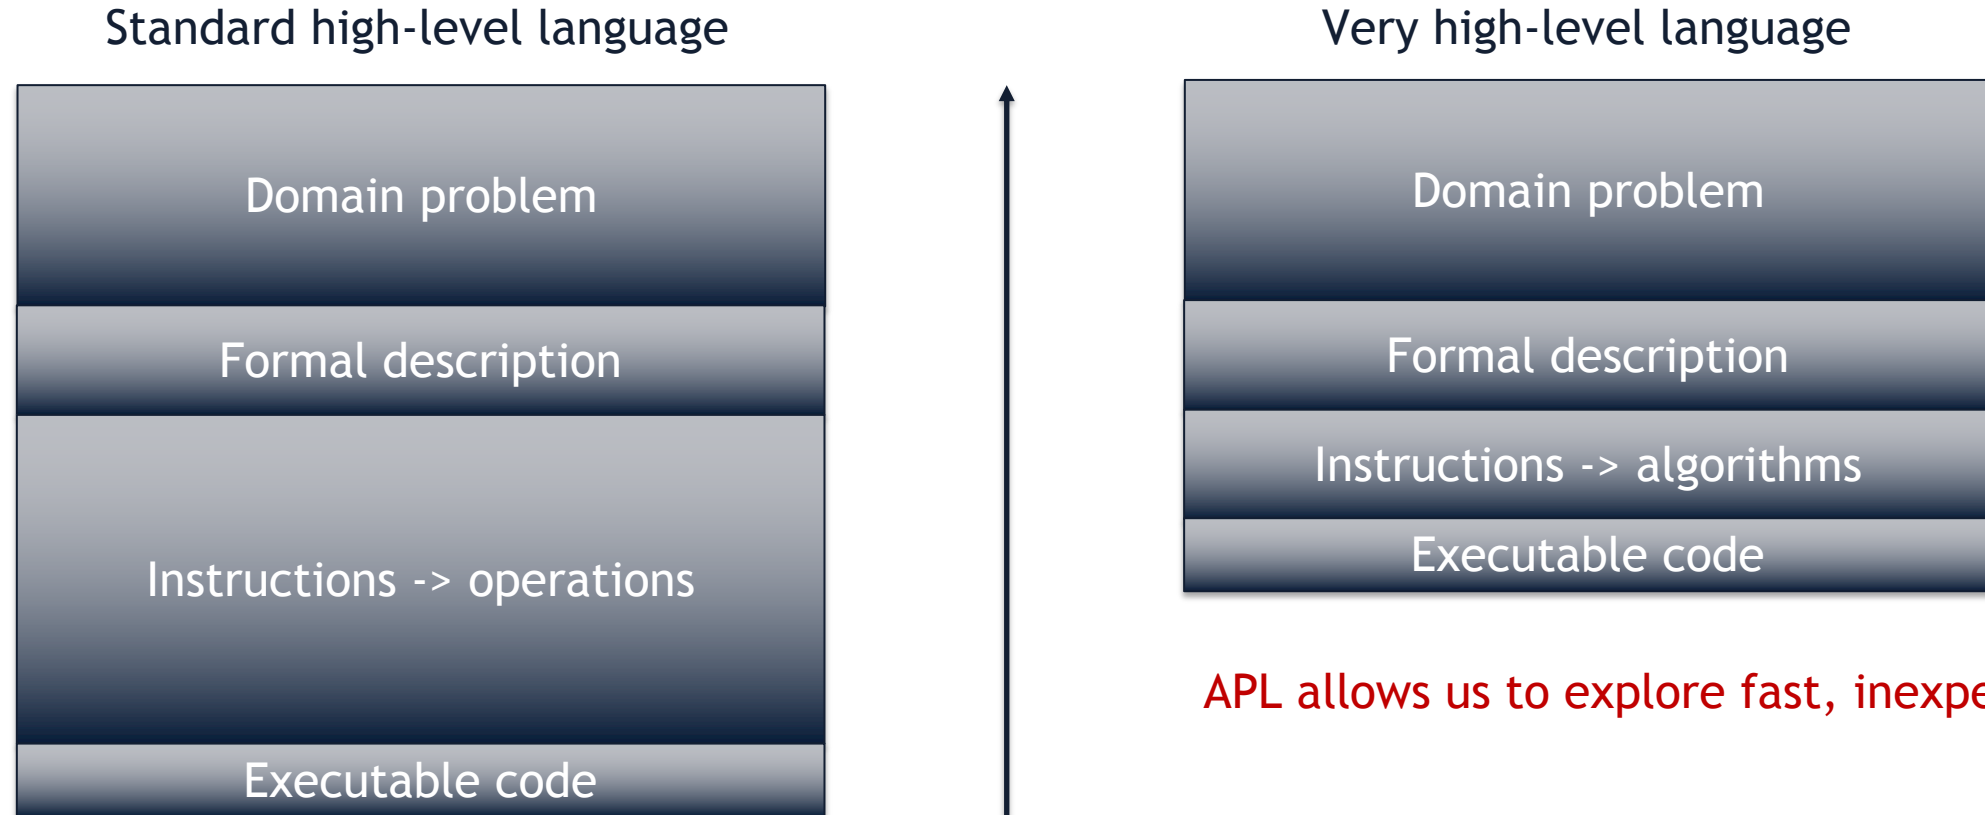 Standard high-level language
Domain problem
Formal description
Instructions -> operations
Executable code
Very high-level language
Domain problem
Formal description
Instructions -> algorithms
Executable code
APL allows us to explore fast,